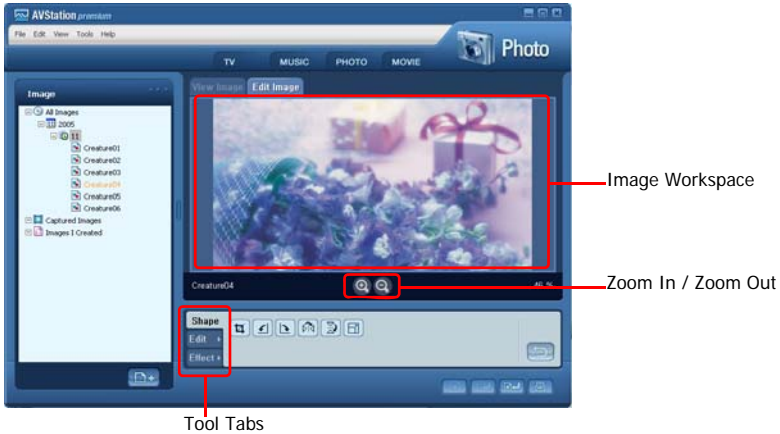 AVStation premium
File Edit View Tools Help
Photo
TV MUSIC PHOTO MOVIE
Image
View Image Edit Image
All Images
2005
11
Creature01
Creature02
Creature03
Creature04
Creature05
Creature06
Captured Images
Images I Created
Image Workspace
Creature04
46 %
Zoom In / Zoom Out
Shape
Edit
Effect
Tool Tabs